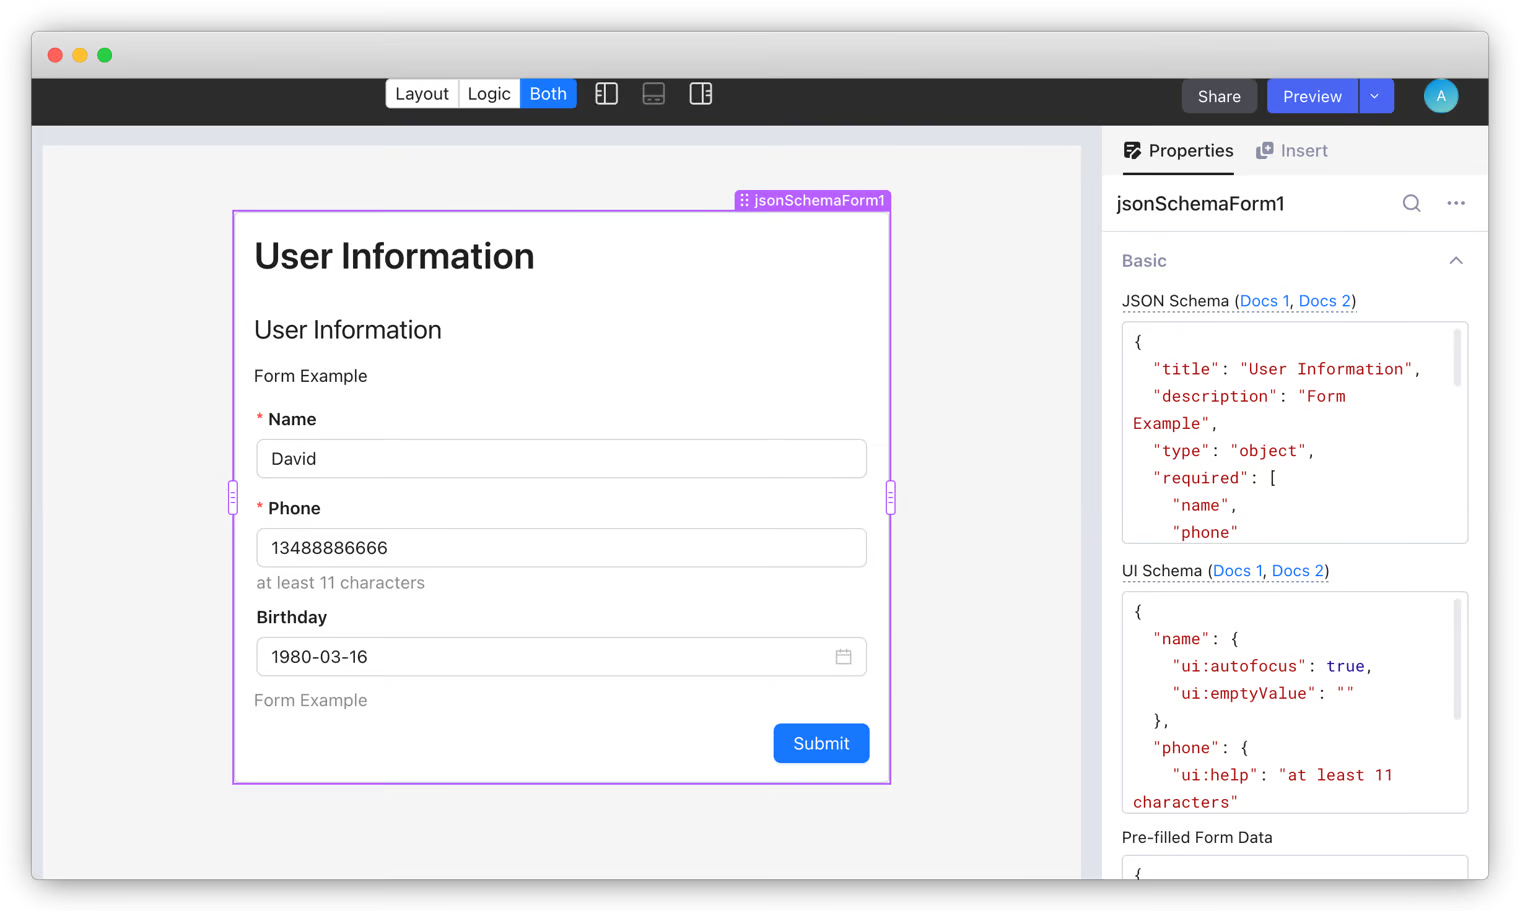 Layout Logic Both
Share
Preview
A
Properties
Insert
jsonSchemaForm1
User Information
User Information
Form Example
* Name
David
* Phone
13488886666
at least 11 characters
Birthday
1980-03-16
Form Example
Submit
jsonSchemaForm1
Basic
JSON Schema (Docs 1, Docs 2)
{
"title": "User Information",
"description": "Form
Example",
"type": "object",
"required": [
"name",
"phone"
UI Schema (Docs 1, Docs 2)
{
"name": {
"ui:autofocus": true,
"ui:emptyValue": ""
},
"phone": {
"ui:help": "at least 11
characters"
Pre-filled Form Data
{